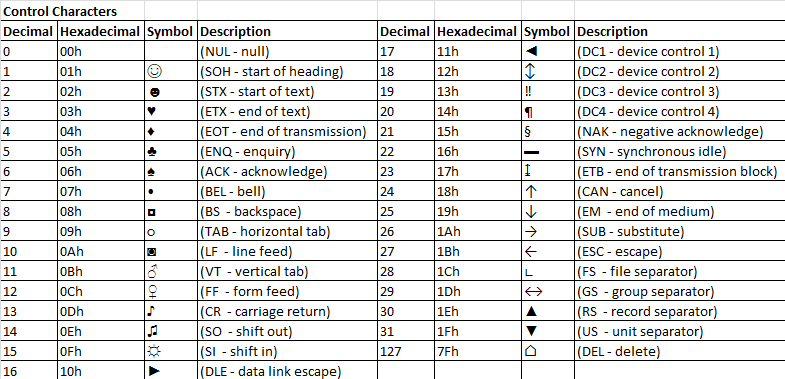 Control Characters
Decimal Hexadecimal Symbol Description Decimal Hexadecimal Symbol Description
0 00h (NUL - null) 17 11h ◄ (DC1 - device control 1)
1 01h ☺ (SOH - start of heading) 18 12h ↕ (DC2 - device control 2)
2 02h ☻ (STX - start of text) 19 13h ‼ (DC3 - device control 3)
3 03h ♥ (ETX - end of text) 20 14h ¶ (DC4 - device control 4)
4 04h ♦ (EOT - end of transmission) 21 15h § (NAK - negative acknowledge)
5 05h ♣ (ENQ - enquiry) 22 16h ▬ (SYN - synchronous idle)
6 06h ♠ (ACK - acknowledge) 23 17h ↨ (ETB - end of transmission block)
7 07h • (BEL - bell) 24 18h ↑ (CAN - cancel)
8 08h ◘ (BS - backspace) 25 19h ↓ (EM - end of medium)
9 09h ○ (TAB - horizontal tab) 26 1Ah → (SUB - substitute)
10 0Ah ◙ (LF - line feed) 27 1Bh ← (ESC - escape)
11 0Bh ♂ (VT - vertical tab) 28 1Ch ∟ (FS - file separator)
12 0Ch ♀ (FF - form feed) 29 1Dh ↔ (GS - group separator)
13 0Dh ♪ (CR - carriage return) 30 1Eh ▲ (RS - record separator)
14 0Eh ♫ (SO - shift out) 31 1Fh ▼ (US - unit separator)
15 0Fh ☼ (SI - shift in) 127 7Fh ⌂ (DEL - delete)
16 10h ► (DLE - data link escape)